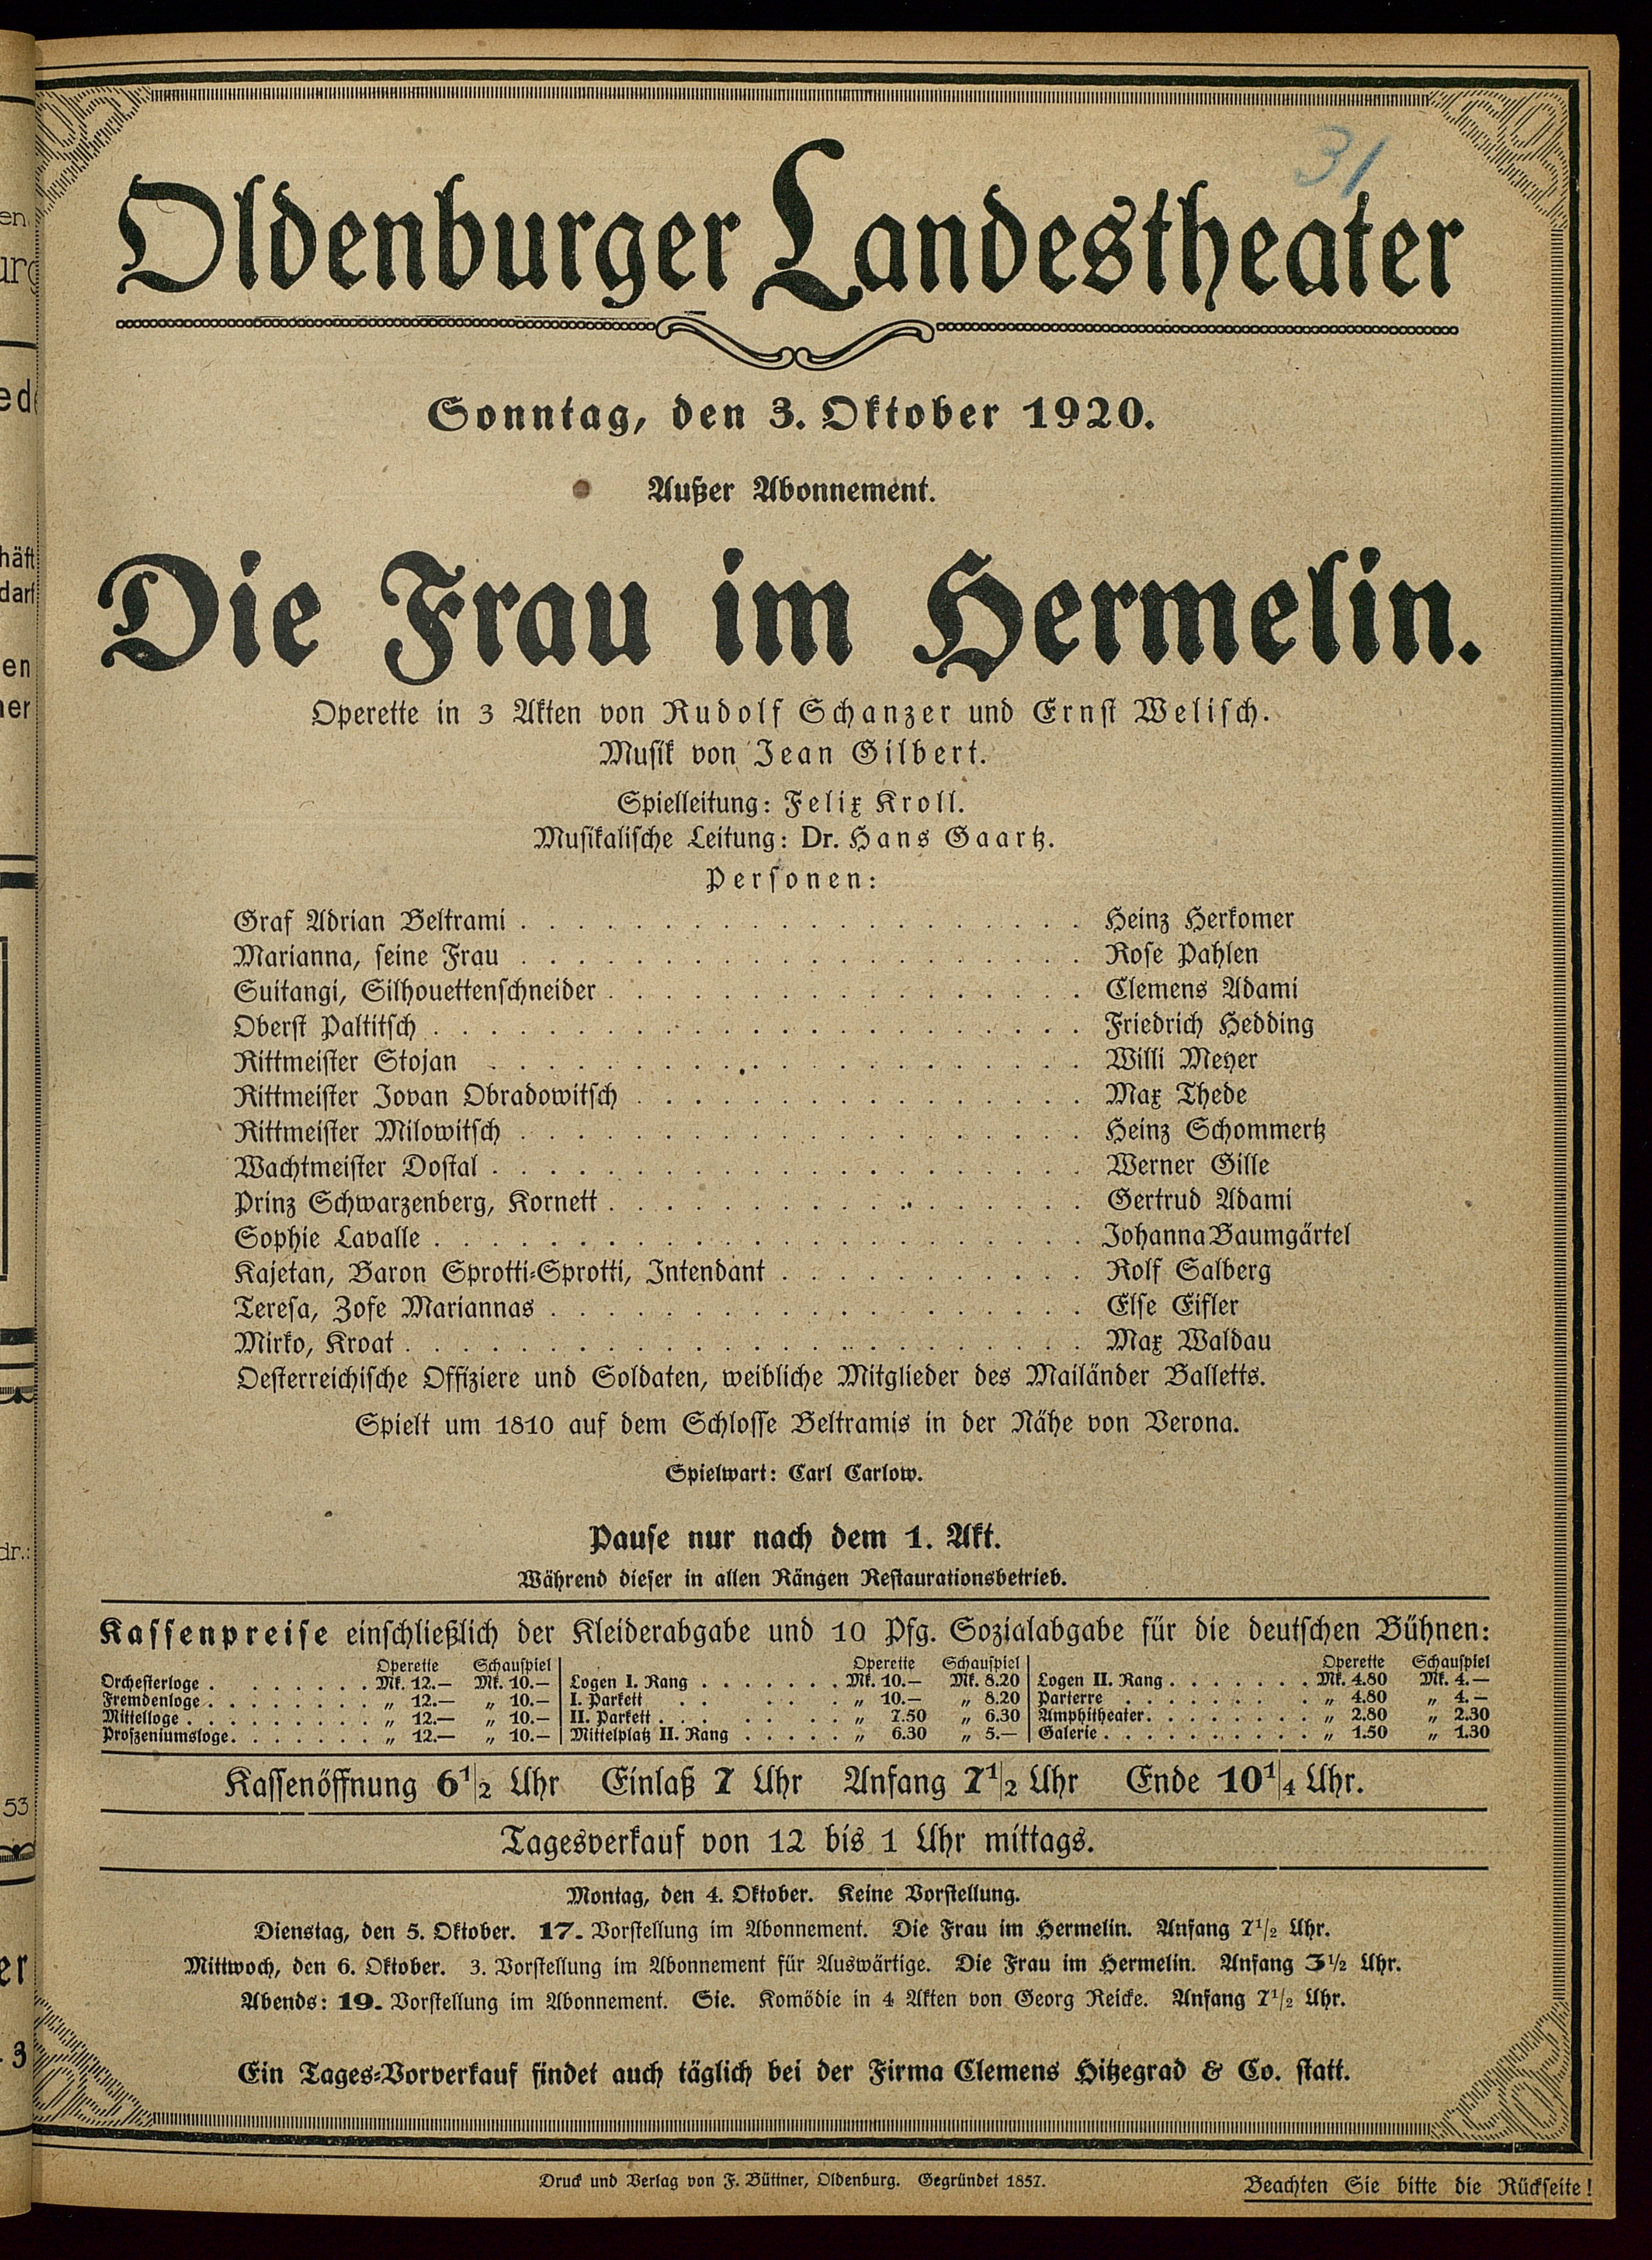 31
Oldenburger Landestheater
Sonntag, den 3. Oktober 1920.
Außer Abonnement.
Die Frau im Hermelin.
Operette in 3 Akten von Rudolf Schanzer und Ernst Welisch.
Musik von Jean Gilbert.
Spielleitung: Felix Kroll.
Musikalische Leitung: Dr. Hans Gaartz.
Personen:
Graf Adrian Beltrami . . . . Heinz Herkomer
Marianna, seine Frau . . . . Rose Pahlen
Suitangi, Silhouettenschneider . . . . Clemens Adami
Oberst Paltitsch . . . . Friedrich Hedding
Rittmeister Stojan . . . . Willi Meyer
Rittmeister Jovan Obradowitsch . . . . Max Thede
Rittmeister Milowitsch . . . . Heinz Schommertz
Wachtmeister Dostal . . . . Werner Gille
Prinz Schwarzenberg, Kornett . . . . Gertrud Adami
Sophie Lavalle . . . . Johanna Baumgärtel
Kajetan, Baron Sprotti-Sprotti, Intendant . . . . Rolf Salberg
Teresa, Zofe Mariannas . . . . Else Eifler
Mirko, Kroat . . . . Max Waldau
Oesterreichische Offiziere und Soldaten, weibliche Mitglieder des Mailänder Balletts.
Spielt um 1810 auf dem Schlosse Beltramis in der Nähe von Verona.
Spielwart: Carl Carlow.
Pause nur nach dem 1. Akt.
Während dieser in allen Rängen Restaurationsbetrieb.
Kassenpreise einschließlich der Kleiderabgabe und 10 Pfg. Sozialabgabe für die deutschen Bühnen:
Operette Schauspiel | Operette Schauspiel | Operette Schauspiel
Orchesterloge . . . . Mk. 12.— Mk. 10.— | Logen I. Rang . . . . Mk. 10.— Mk. 8.20 | Logen II. Rang . . . . Mk. 4.80 Mk. 4.—
Fremdenloge . . . . „ 12.— „ 10.— | I. Parkett . . . . „ 10.— „ 8.20 | Parterre . . . . „ 4.80 „ 4.—
Mittelloge . . . . „ 12.— „ 10.— | II. Parkett . . . . „ 7.50 „ 6.30 | Amphitheater . . . . „ 2.80 „ 2.30
Proszeniumsloge . . . . „ 12.— „ 10.— | Mittelplatz II. Rang . . . . „ 6.30 „ 5.— | Galerie . . . . „ 1.50 „ 1.30
Kassenöffnung 6 1/2 Uhr Einlaß 7 Uhr Anfang 7 1/2 Uhr Ende 10 1/4 Uhr.
Tagesverkauf von 12 bis 1 Uhr mittags.
Montag, den 4. Oktober. Keine Vorstellung.
Dienstag, den 5. Oktober. 17. Vorstellung im Abonnement. Die Frau im Hermelin. Anfang 7 1/2 Uhr.
Mittwoch, den 6. Oktober. 3. Vorstellung im Abonnement für Auswärtige. Die Frau im Hermelin. Anfang 3 1/2 Uhr.
Abends: 19. Vorstellung im Abonnement. Sie. Komödie in 4 Akten von Georg Reicke. Anfang 7 1/2 Uhr.
Ein Tages-Vorverkauf findet auch täglich bei der Firma Clemens Hitzegrad & Co. statt.
Druck und Verlag von F. Büttner, Oldenburg. Gegründet 1857.
Beachten Sie bitte die Rückseite!